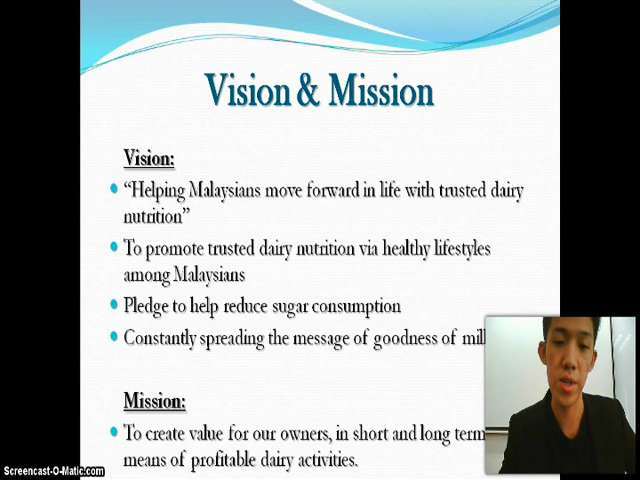 Vision & Mission
Vision:
“Helping Malaysians move forward in life with trusted dairy
nutrition”
To promote trusted dairy nutrition via healthy lifestyles
among Malaysians
Pledge to help reduce sugar consumption
Constantly spreading the message of goodness of
Mission:
To create value for our owners, in short and long term
means of profitable dairy activities.
Screencast-O-Matic.com